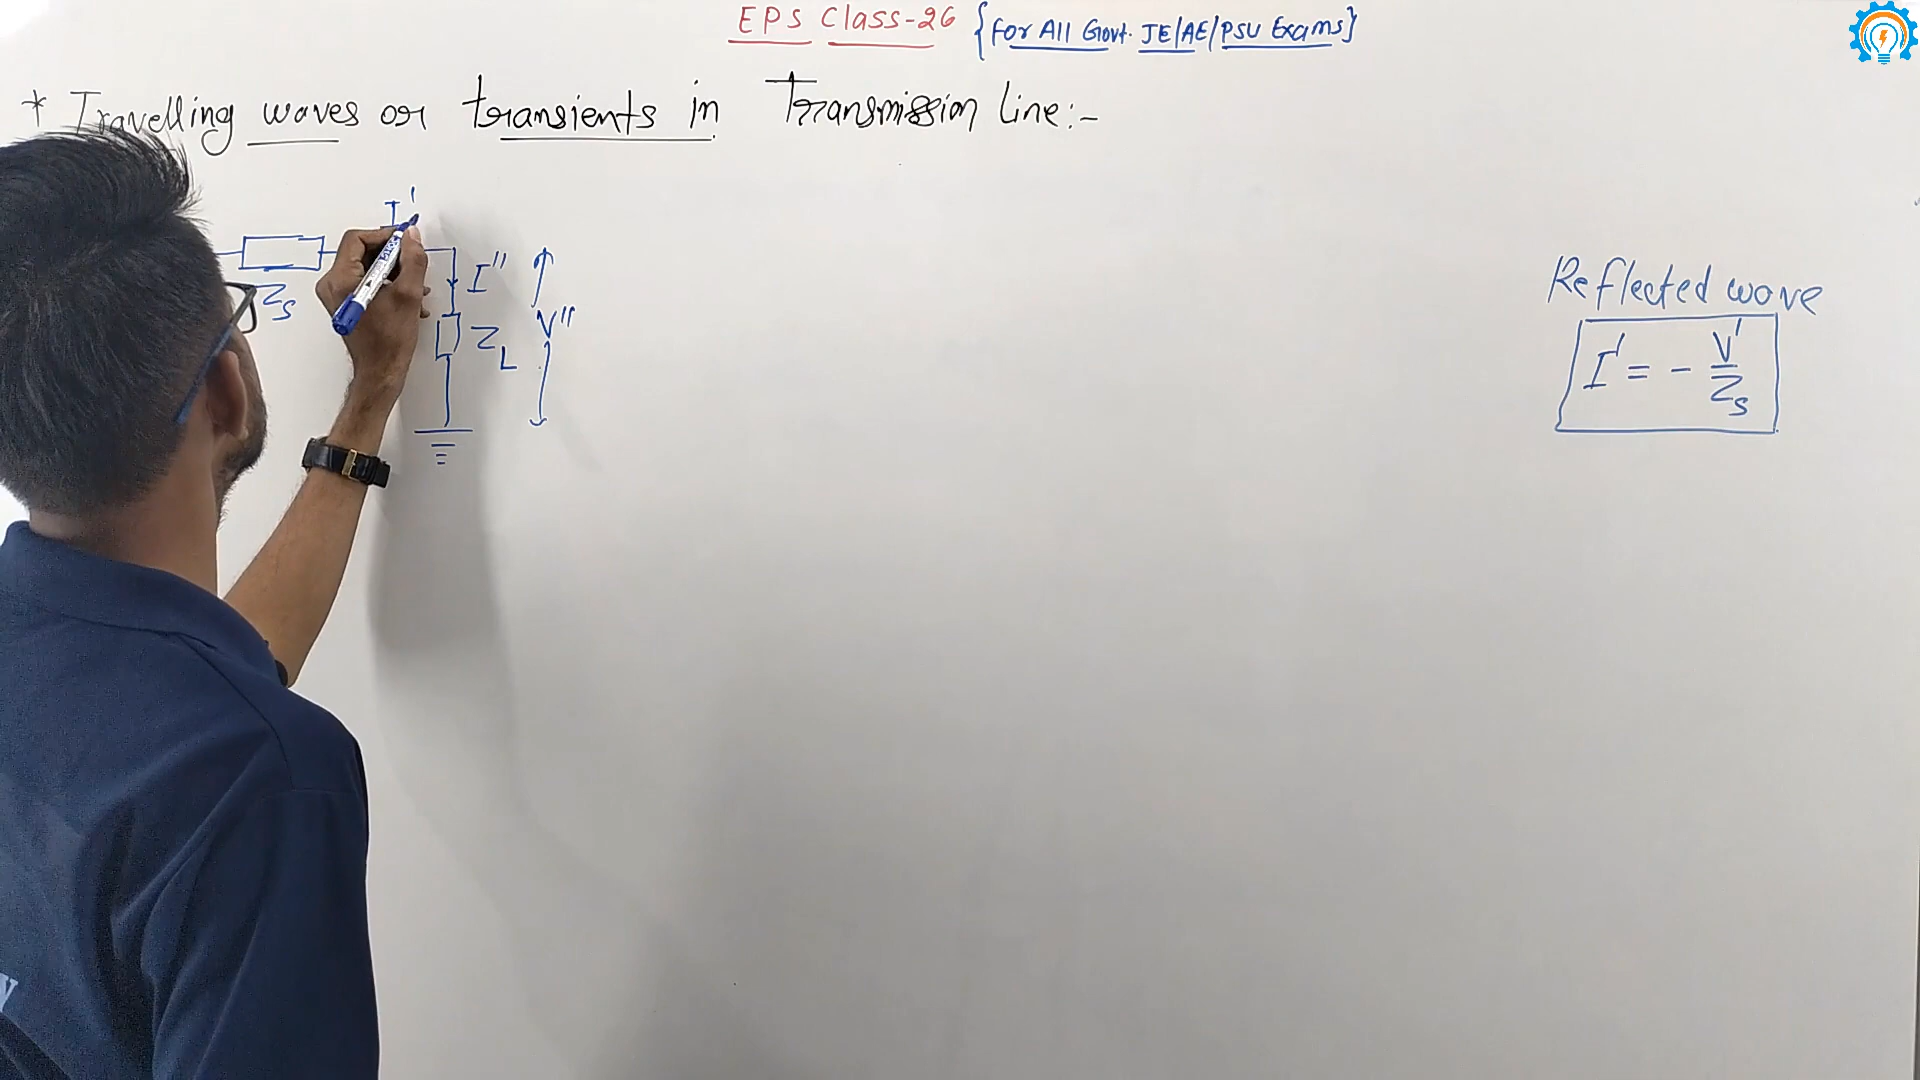 EPS Class-26 {For All Govt. JE/AE/PSU Exams}
* Travelling waves or transients in Transmission Line:-
I'
Zs
I"
ZL
V"
Reflected wave
I' = - V'/Zs